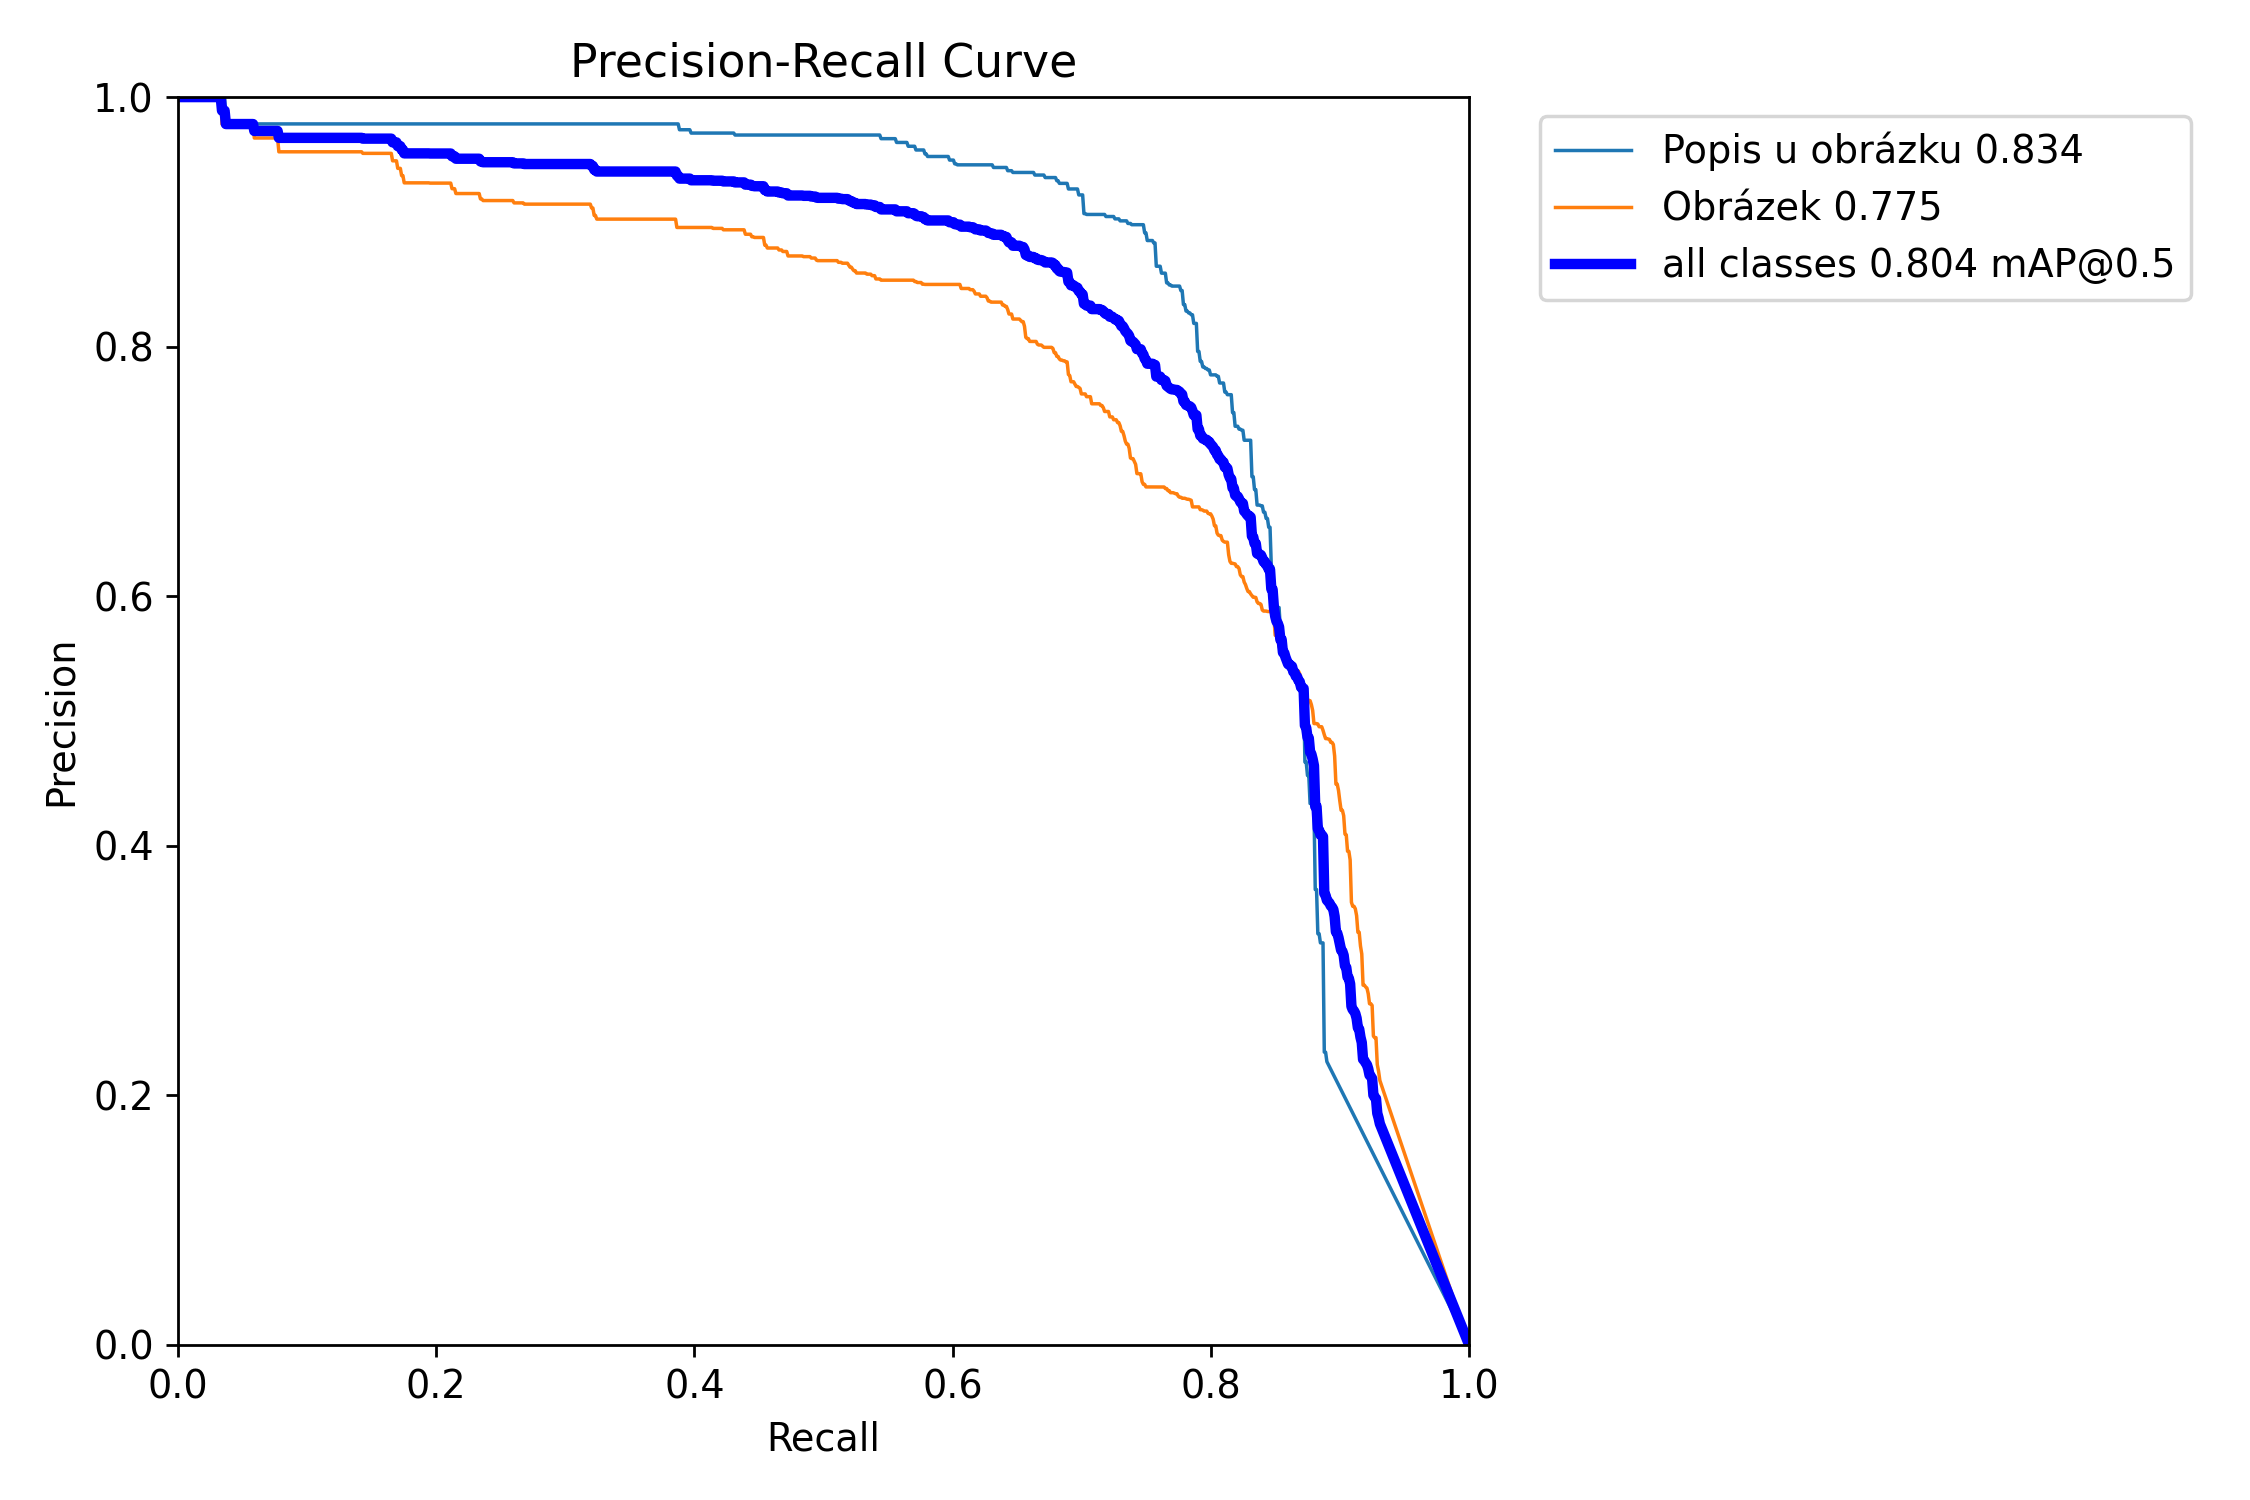 Precision-Recall Curve
Popis u obrázku 0.834
Obrázek 0.775
all classes 0.804 mAP@0.5
1.0
0.8
0.6
0.4
0.2
0.0
Precision
0.0 0.2 0.4 0.6 0.8 1.0
Recall